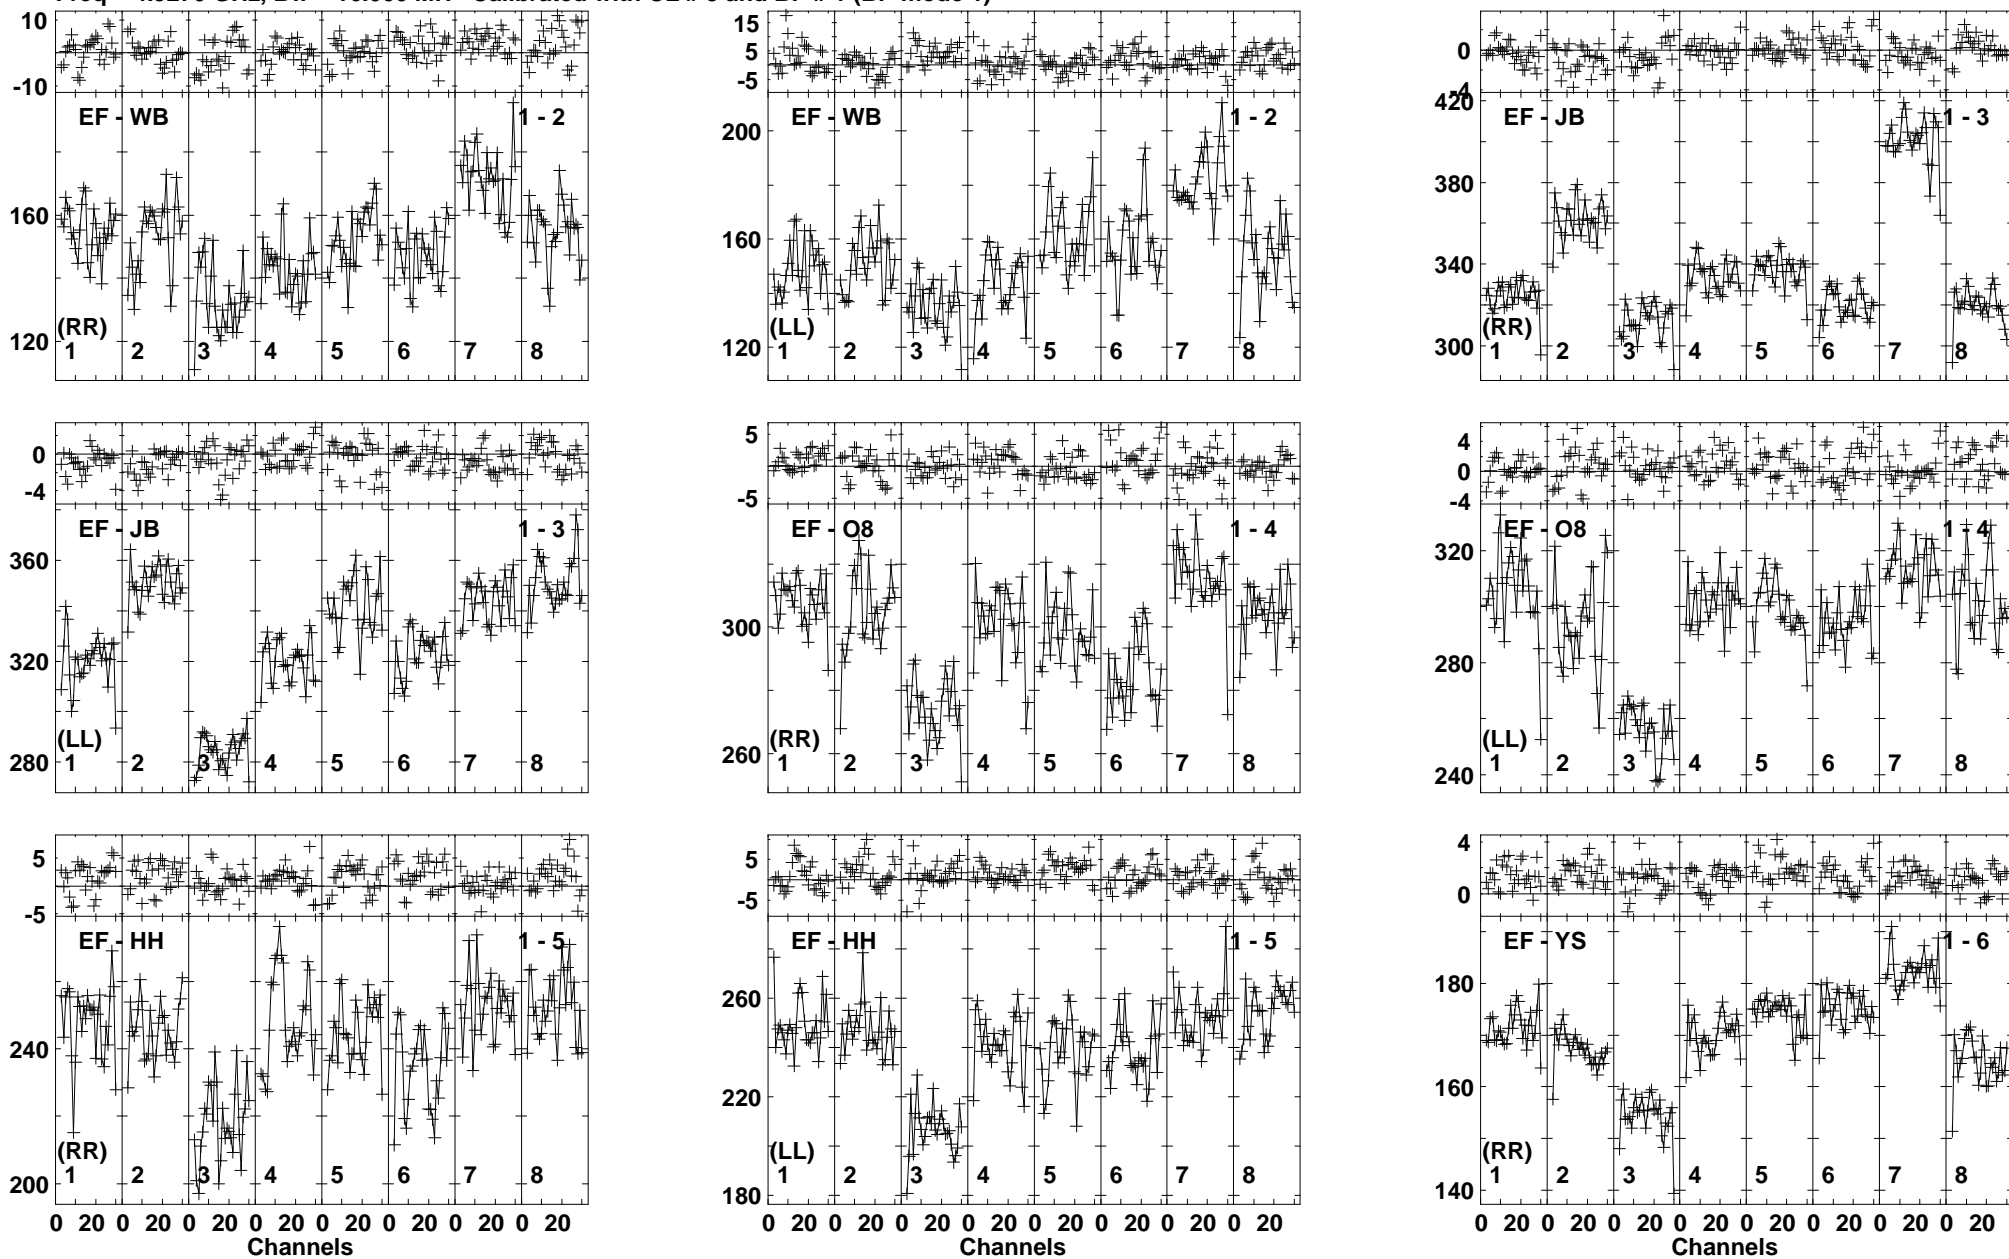 10
-10
EF - WB 1 - 2
160
120
(RR)
1 2 3 4 5 6 7 8
15
5
-5
EF - WB 1 - 2
200
160
120
(LL)
1 2 3 4 5 6 7 8
0
-4
EF - JB 1 - 3
420
380
340
300
(RR)
1 2 3 4 5 6 7 8
0
-4
EF - JB 1 - 3
360
320
280
(LL)
1 2 3 4 5 6 7 8
5
-5
EF - O8 1 - 4
300
260
(RR)
1 2 3 4 5 6 7 8
4
0
-4
EF - O8 1 - 4
320
280
240
(LL)
1 2 3 4 5 6 7 8
5
-5
EF - HH 1 - 5
240
200
(RR)
1 2 3 4 5 6 7 8
0 20 0 20 0 20 0 20 0 20 0 20 0 20 0 20
Channels
5
-5
EF - HH 1 - 5
260
220
180
(LL)
1 2 3 4 5 6 7 8
0 20 0 20 0 20 0 20 0 20 0 20 0 20 0 20
Channels
4
0
EF - YS 1 - 6
180
160
140
(RR)
1 2 3 4 5 6 7 8
0 20 0 20 0 20 0 20 0 20 0 20 0 20 0 20
Channels